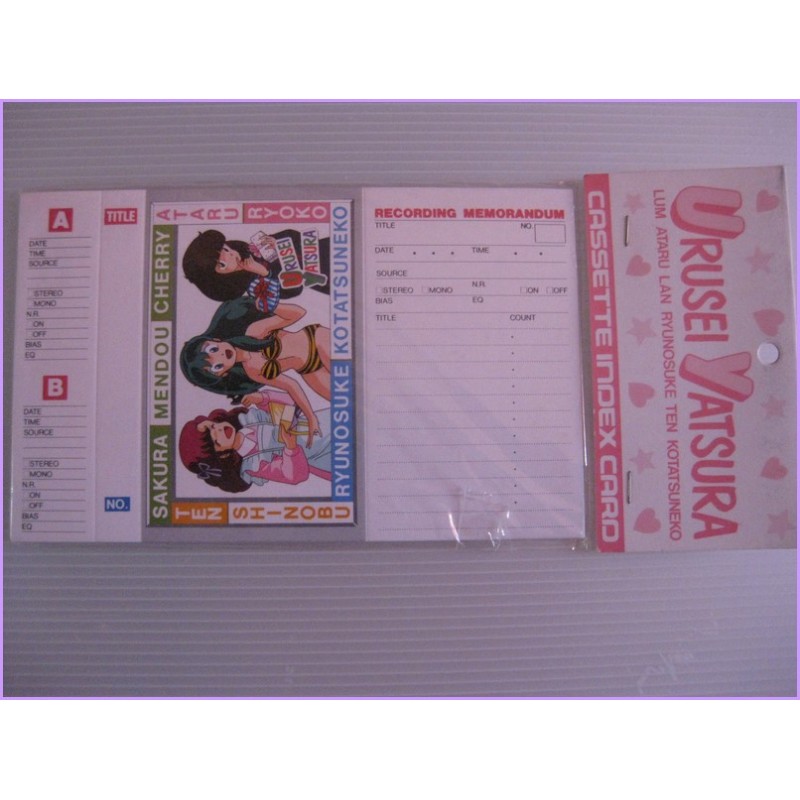 A
DATE
TIME
SOURCE
□STEREO
□MONO
N.R.
□ON
□OFF
BIAS
EQ
B
DATE
TIME
SOURCE
□STEREO
□MONO
N.R.
□ON
□OFF
BIAS
EQ
TITLE
NO.
SAKURA MENDOU CHERRY
ATARU RYOKO
TEN SHINOBU
RYUNOSUKE KOTATSUNEKO
URUSEI
YATSURA
RECORDING MEMORANDUM
TITLE NO.
DATE . . . TIME . .
SOURCE
□STEREO □MONO N.R. □ON □OFF
BIAS EQ
TITLE COUNT
URUSEI YATSURA
LUM ATARU LAN RYUNOSUKE TEN KOTATSUNEKO
CASSETTE INDEX CARD